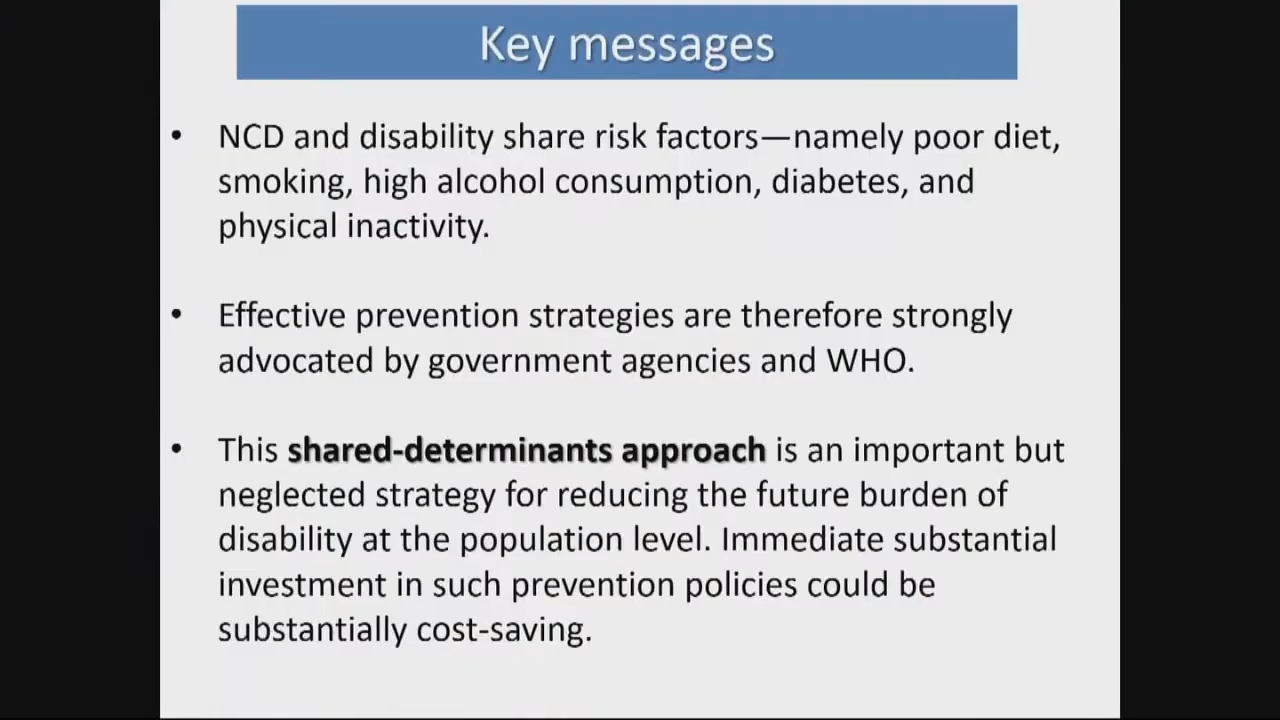 Key messages
• NCD and disability share risk factors—namely poor diet,
smoking, high alcohol consumption, diabetes, and
physical inactivity.
• Effective prevention strategies are therefore strongly
advocated by government agencies and WHO.
• This shared-determinants approach is an important but
neglected strategy for reducing the future burden of
disability at the population level. Immediate substantial
investment in such prevention policies could be
substantially cost-saving.